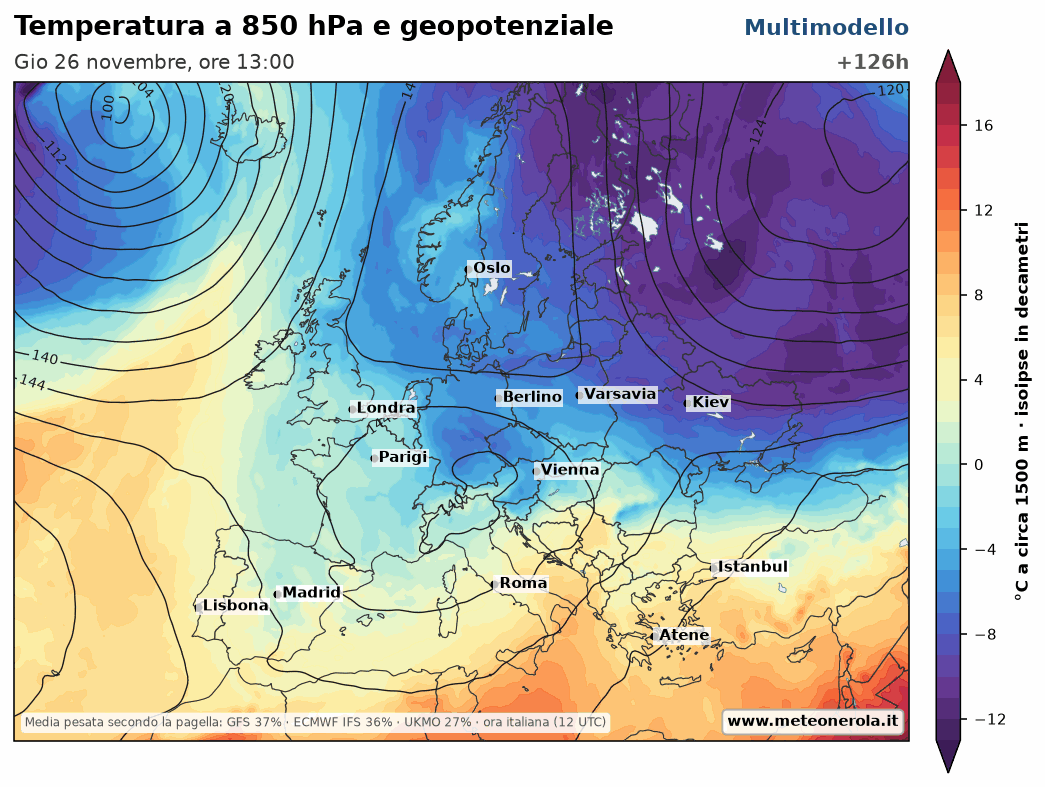 Temperatura a 850 hPa e geopotenziale
Multimodello
Gio 26 novembre, ore 13:00
+126h
100
104
120
112
140
144
124
120
Oslo
Londra
Berlino
Varsavia
Kiev
Parigi
Vienna
Lisbona
Madrid
Roma
Istanbul
Atene
Media pesata secondo la pagella: GFS 37% · ECMWF IFS 36% · UKMO 27% · ora italiana (12 UTC)
www.meteonerola.it
16
12
8
4
0
−4
−8
−12
°C a circa 1500 m · isoipse in decametri